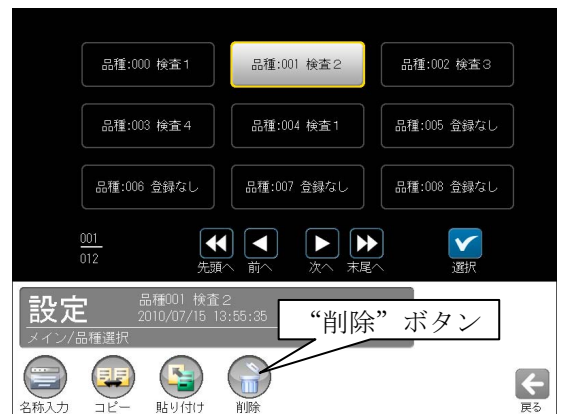 品種:000 検査1
品種:001 検査2
品種:002 検査3
品種:003 検査4
品種:004 検査1
品種:005 登録なし
品種:006 登録なし
品種:007 登録なし
品種:008 登録なし
001
012
先頭へ 前へ 次へ 末尾へ
選択
設定
品種001 検査2
2010/07/15 13:55:35
メイン/品種選択
“削除”ボタン
名称入力 コピー 貼り付け 削除
戻る